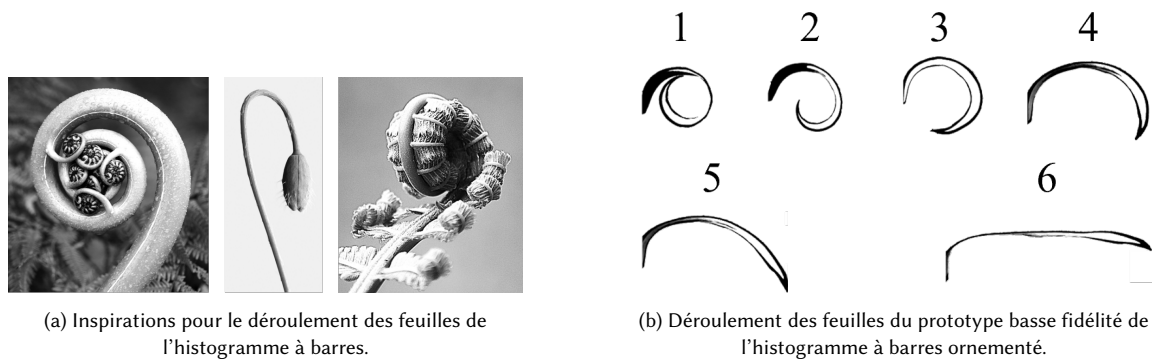 1 2 3 4
5 6
(a) Inspirations pour le déroulement des feuilles de
l'histogramme à barres.
(b) Déroulement des feuilles du prototype basse fidélité de
l'histogramme à barres ornementé.